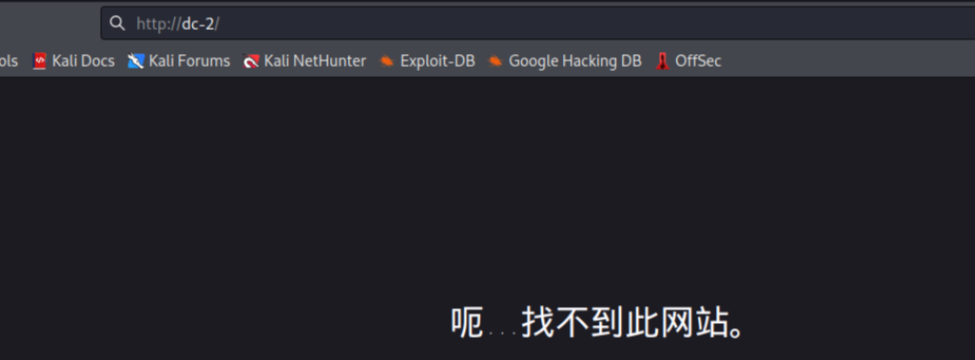 http://dc-2/
ols Kali Docs Kali Forums Kali NetHunter Exploit-DB Google Hacking DB OffSec
呃...找不到此网站。